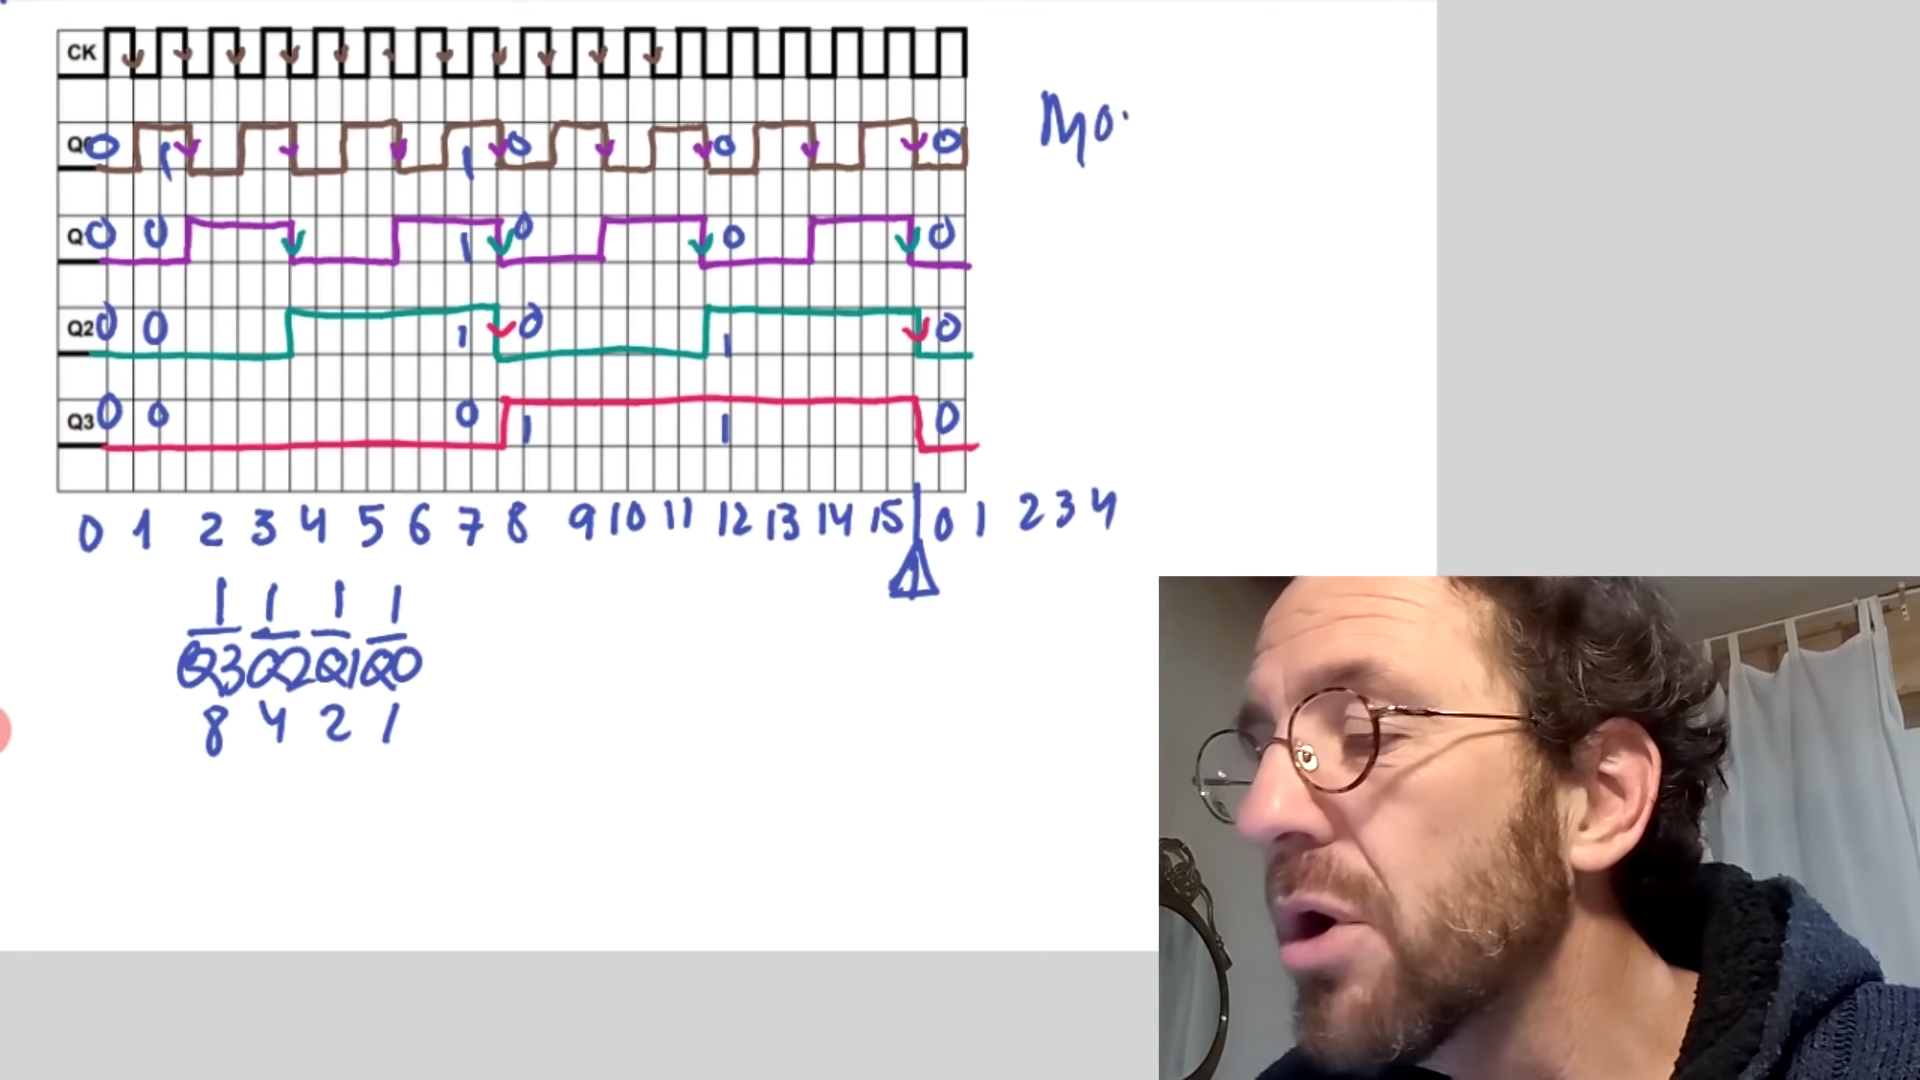 CK
Mo.
Q0 0 1 1 0 0 0
Q 0 0 1 0 0 0
Q2 0 0 1 0 1 0
Q3 0 0 0 1 1 0
0 1 2 3 4 5 6 7 8 9 10 11 12 13 14 15 0 1 2 3 4
1 1 1 1
Q3 Q2 Q1 Q0
8 4 2 1